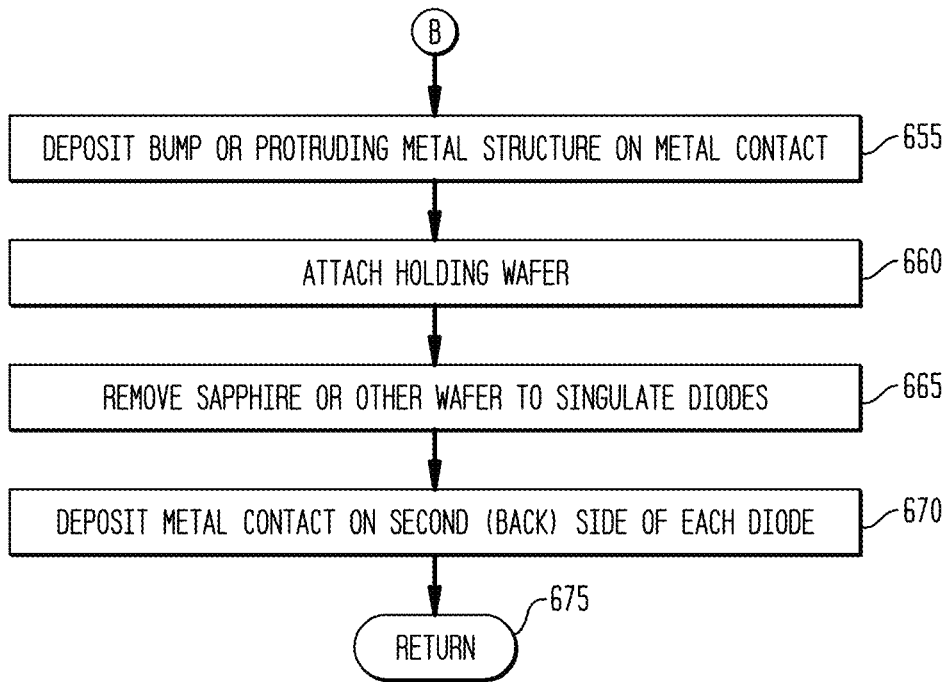 B
DEPOSIT BUMP OR PROTRUDING METAL STRUCTURE ON METAL CONTACT
655
ATTACH HOLDING WAFER
660
REMOVE SAPPHIRE OR OTHER WAFER TO SINGULATE DIODES
665
DEPOSIT METAL CONTACT ON SECOND (BACK) SIDE OF EACH DIODE
670
675
RETURN